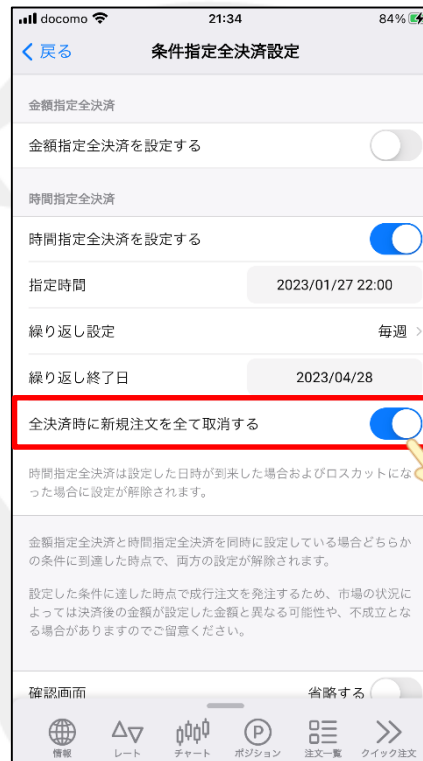 docomo 21:34 84%
戻る 条件指定全決済設定
金額指定全決済
金額指定全決済を設定する
時間指定全決済
時間指定全決済を設定する
指定時間 2023/01/27 22:00
繰り返し設定 毎週
繰り返し終了日 2023/04/28
全決済時に新規注文を全て取消する
時間指定全決済は設定した日時が到来した場合およびロスカットにな
った場合に設定が解除されます。
金額指定全決済と時間指定全決済を同時に設定している場合どちらか
の条件に到達した時点で、両方の設定が解除されます。
設定した条件に達した時点で成行注文を発注するため、市場の状況に
よっては決済後の金額が設定した金額と異なる可能性や、不成立とな
る場合がありますのでご留意ください。
確認画面 省略する
情報 レート チャート ポジション 注文一覧 クイック注文